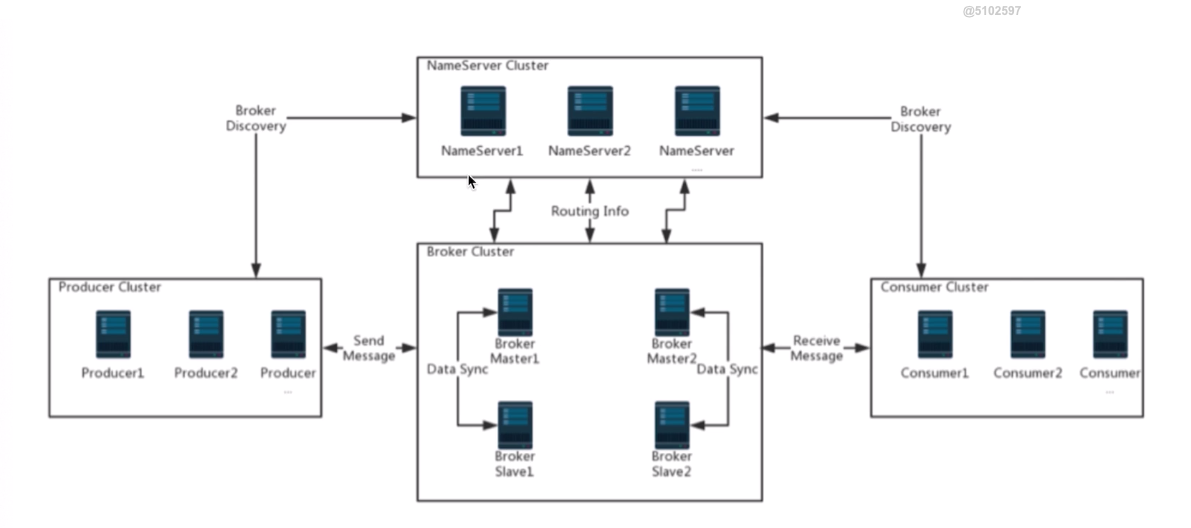 @5102597
NameServer Cluster
NameServer1
NameServer2
NameServer
....
Broker
Discovery
Broker
Discovery
Routing Info
Broker Cluster
Broker
Master1
Broker
Master2
Data Sync
Data Sync
Broker
Slave1
Broker
Slave2
Producer Cluster
Producer1
Producer2
Producer
...
Send
Message
Receive
Message
Consumer Cluster
Consumer1
Consumer2
Consumer
...